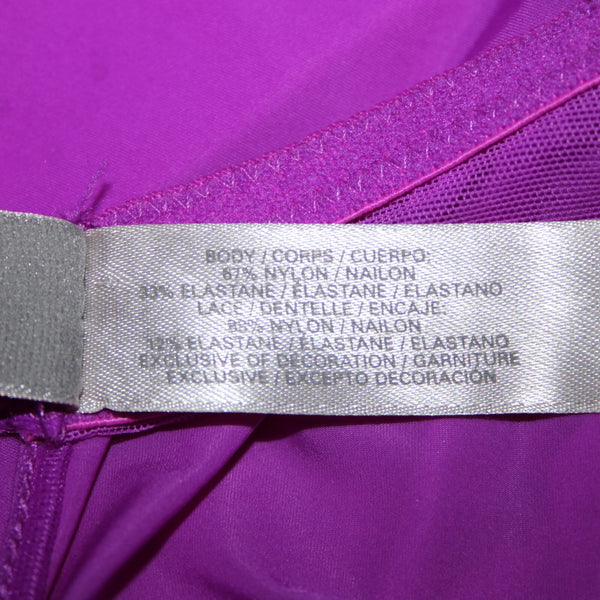 BODY / CORPS / CUERPO:
67% NYLON / NAILON
33% ELASTANE / ÉLASTANE / ELASTANO
LACE / DENTELLE / ENCAJE:
88% NYLON / NAILON
12% ELASTANE / ÉLASTANE / ELASTANO
EXCLUSIVE OF DECORATION / GARNITURE
EXCLUSIVE / EXCEPTO DECORACIÓN